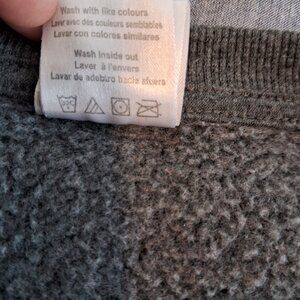 Wash with like colours
Laver avec des couleurs semblables
Lavar con colores similares
Wash inside out
Laver à l'envers
Lavar de adebiro hacia afuera